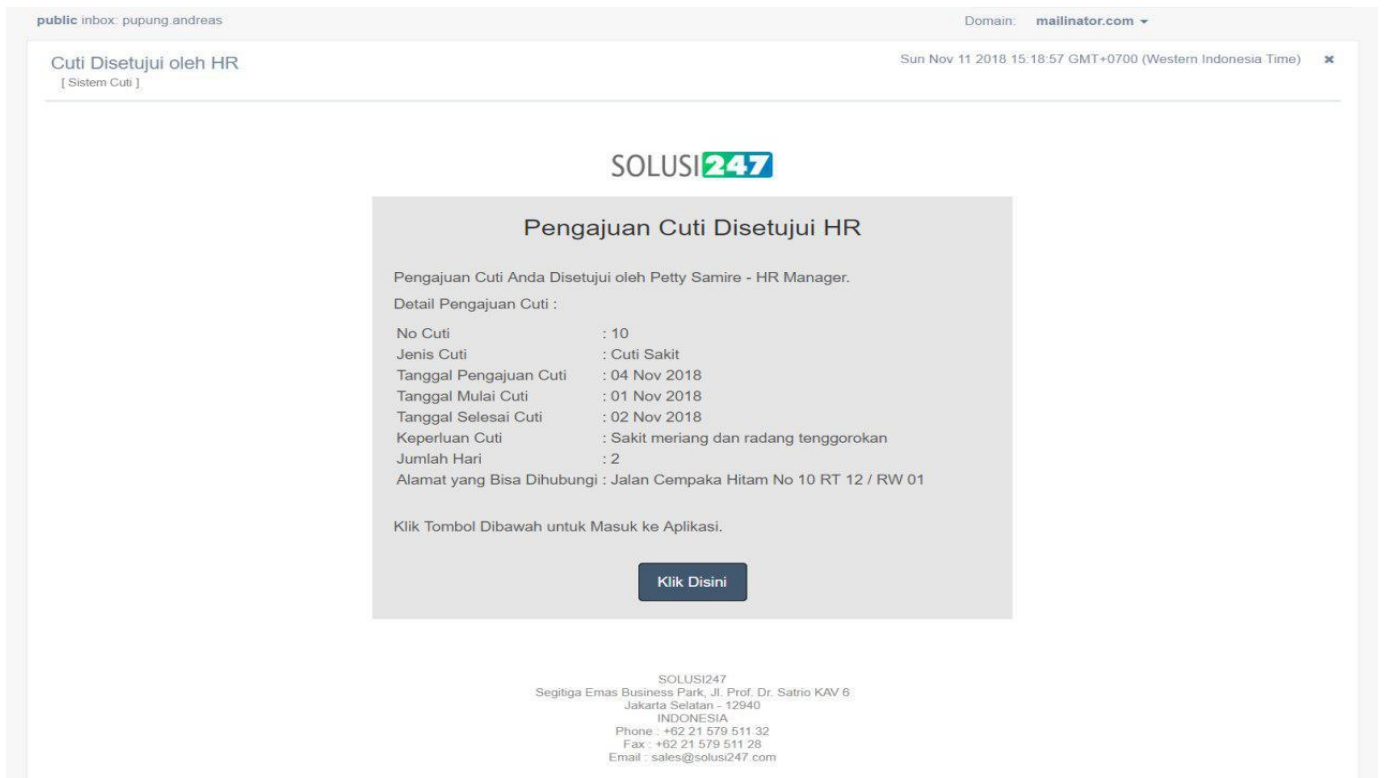 public inbox: pupung.andreas
Domain: mailinator.com
Cuti Disetujui oleh HR
Sun Nov 11 2018 15:18:57 GMT+0700 (Western Indonesia Time)
[ Sistem Cuti ]
SOLUSI247
Pengajuan Cuti Disetujui HR
Pengajuan Cuti Anda Disetujui oleh Petty Samire - HR Manager.
Detail Pengajuan Cuti :
No Cuti : 10
Jenis Cuti : Cuti Sakit
Tanggal Pengajuan Cuti : 04 Nov 2018
Tanggal Mulai Cuti : 01 Nov 2018
Tanggal Selesai Cuti : 02 Nov 2018
Keperluan Cuti : Sakit meriang dan radang tenggorokan
Jumlah Hari : 2
Alamat yang Bisa Dihubungi : Jalan Cempaka Hitam No 10 RT 12 / RW 01
Klik Tombol Dibawah untuk Masuk ke Aplikasi.
Klik Disini
SOLUSI247
Segitiga Emas Business Park, Jl. Prof. Dr. Satrio KAV 6
Jakarta Selatan - 12940
INDONESIA
Phone : +62 21 579 511 32
Fax : +62 21 579 511 28
Email : sales@solusi247.com